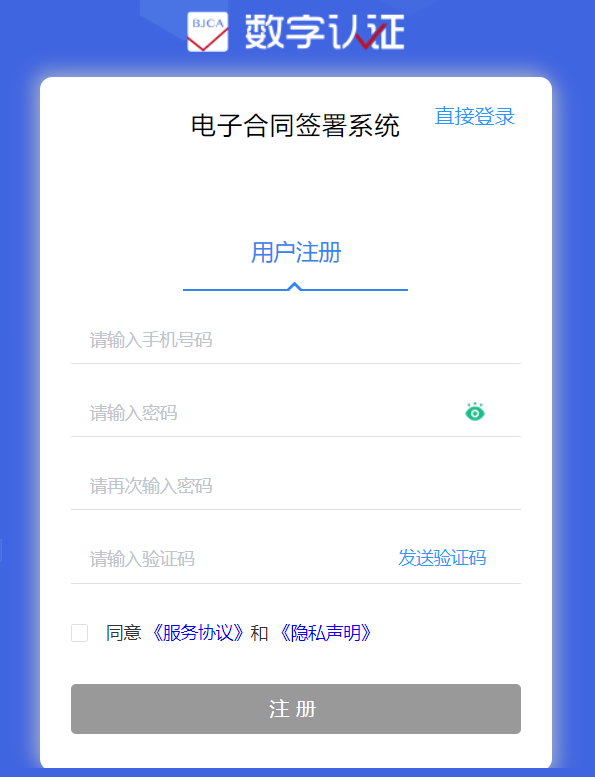 BJCA 数字认证
电子合同签署系统 直接登录
用户注册
请输入手机号码
请输入密码
请再次输入密码
请输入验证码 发送验证码
同意《服务协议》和《隐私声明》
注 册